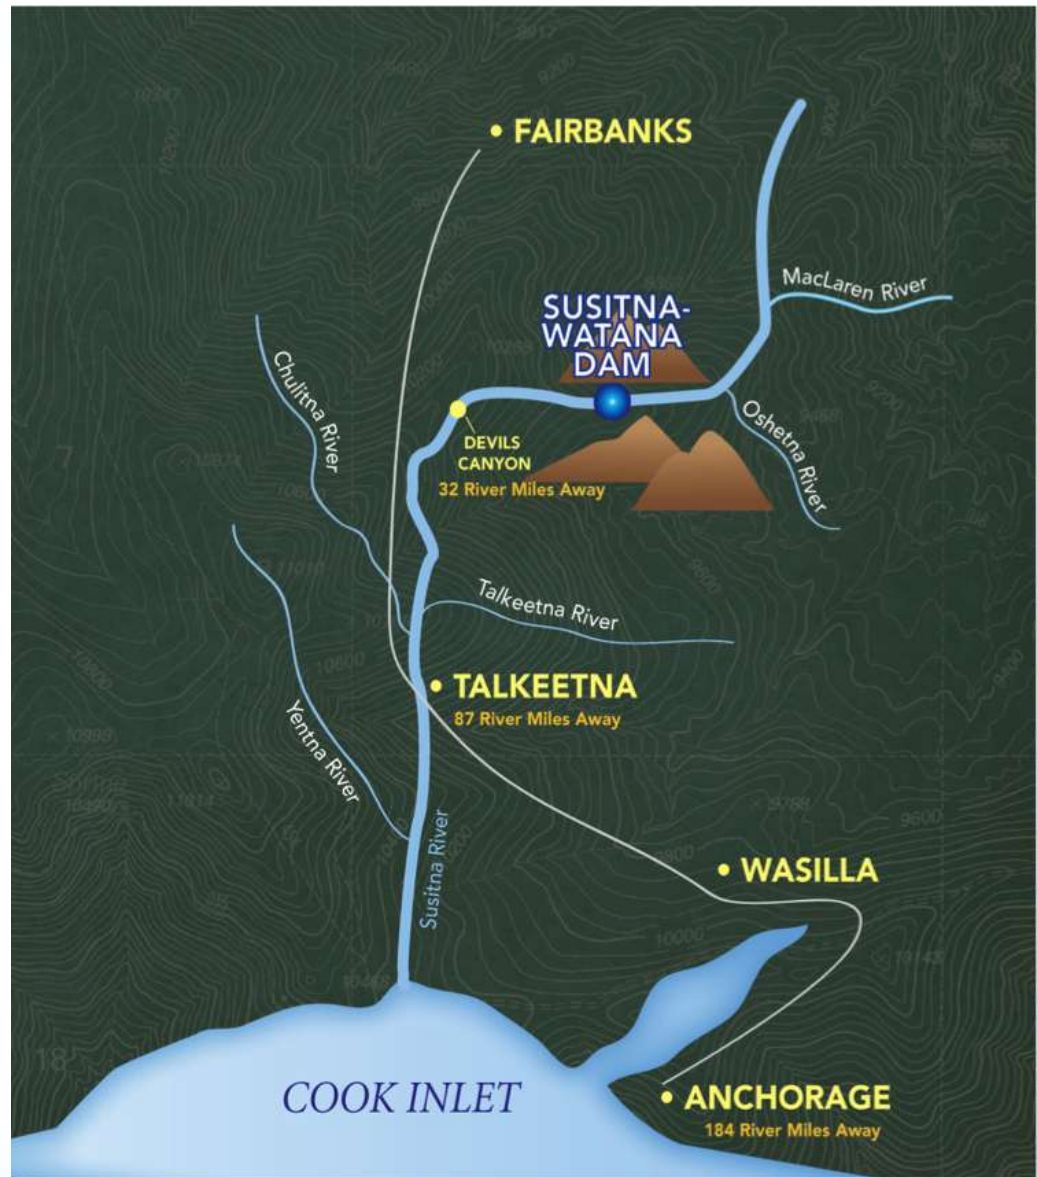 FAIRBANKS
MacLaren River
SUSITNA-
WATANA
DAM
Chulitna River
Oshetna River
DEVILS
CANYON
32 River Miles Away
Talkeetna River
TALKEETNA
87 River Miles Away
Yentna River
Susitna River
WASILLA
COOK INLET
ANCHORAGE
184 River Miles Away